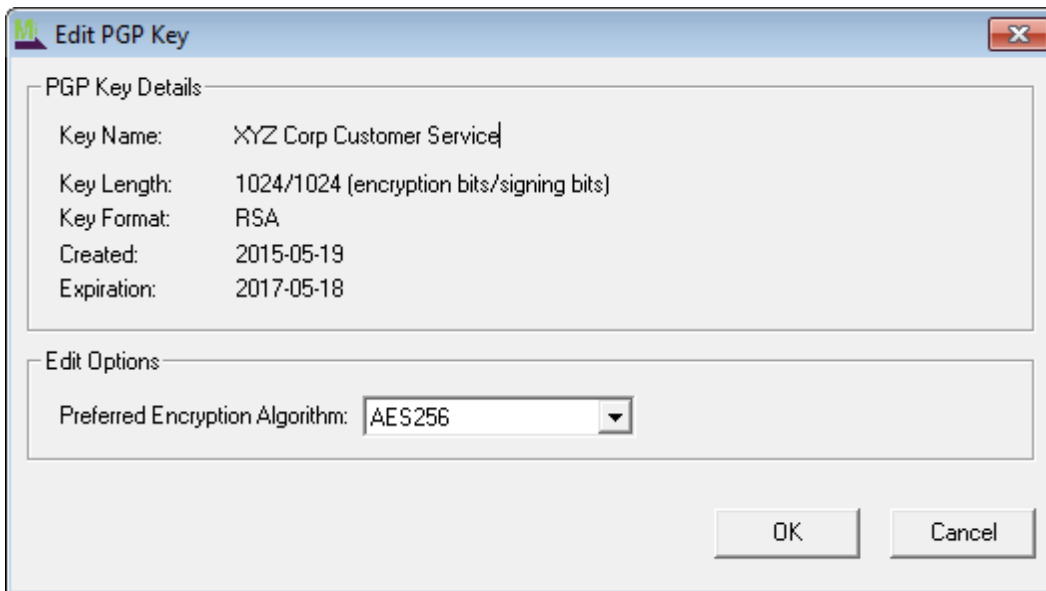 Edit PGP Key
PGP Key Details
Key Name: XYZ Corp Customer Service
Key Length: 1024/1024 (encryption bits/signing bits)
Key Format: RSA
Created: 2015-05-19
Expiration: 2017-05-18
Edit Options
Preferred Encryption Algorithm: AES256
OK Cancel